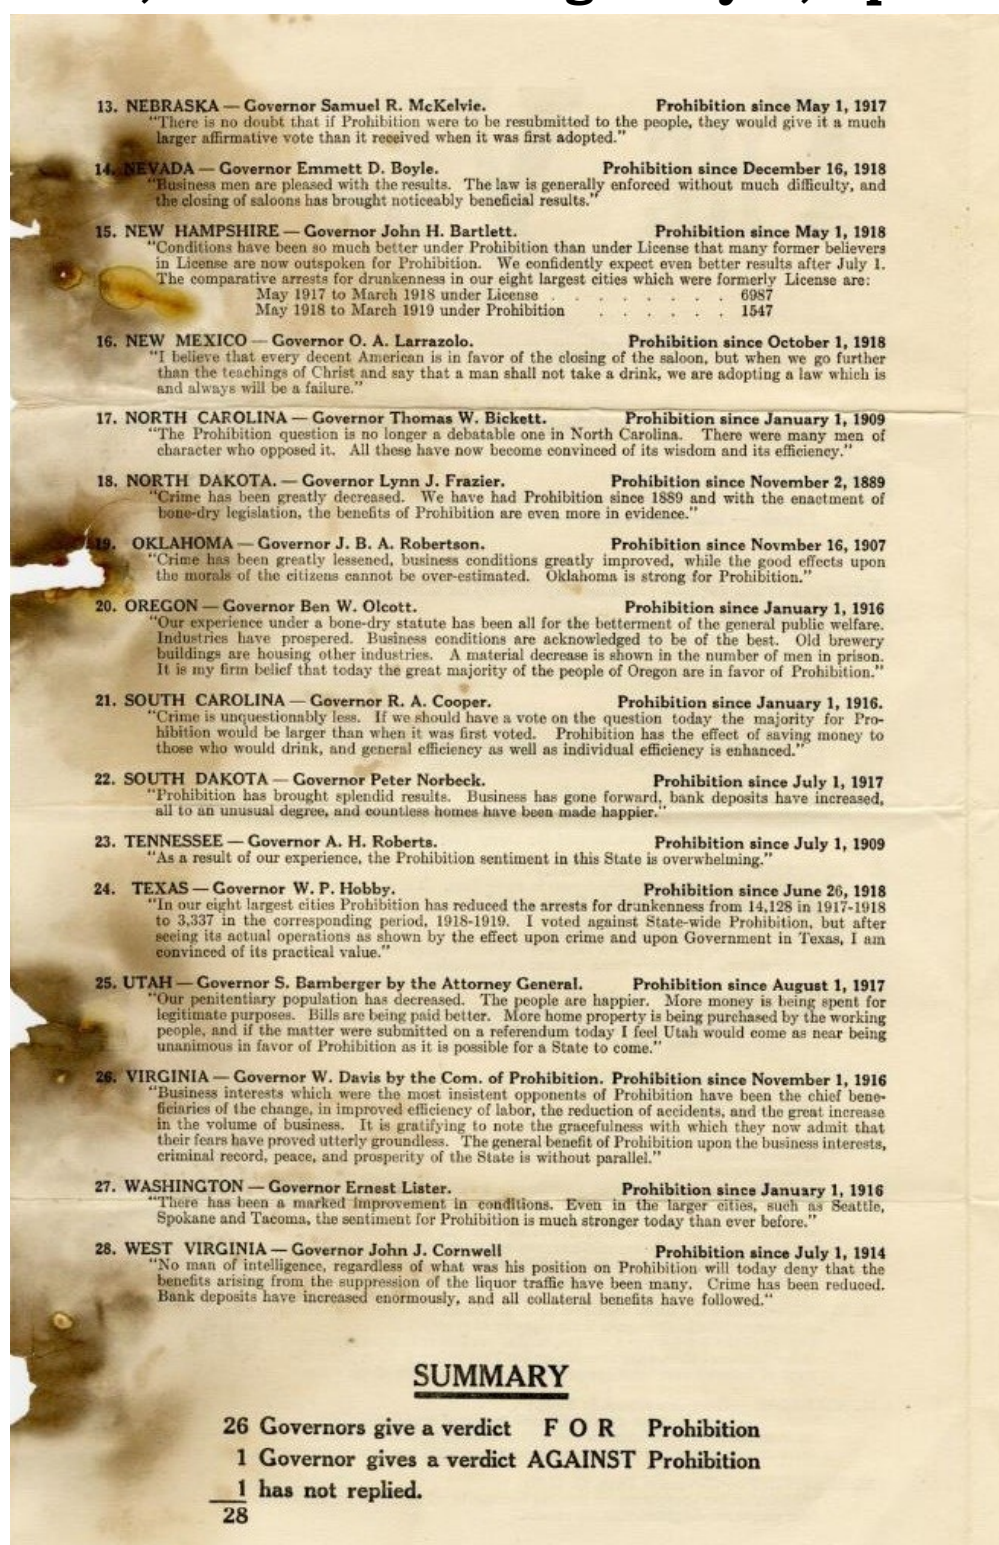 13. NEBRASKA — Governor Samuel R. McKelvie. Prohibition since May 1, 1917
"There is no doubt that if Prohibition were to be resubmitted to the people, they would give it a much
larger affirmative vote than it received when it was first adopted."
14. NEVADA — Governor Emmett D. Boyle. Prohibition since December 16, 1918
"Business men are pleased with the results. The law is generally enforced without much difficulty, and
the closing of saloons has brought noticeably beneficial results."
15. NEW HAMPSHIRE — Governor John H. Bartlett. Prohibition since May 1, 1918
"Conditions have been so much better under Prohibition than under License that many former believers
in License are now outspoken for Prohibition. We confidently expect even better results after July 1.
The comparative arrests for drunkenness in our eight largest cities which were formerly License are:
May 1917 to March 1918 under License . . . . . . . . 6987
May 1918 to March 1919 under Prohibition . . . . . . 1547
16. NEW MEXICO — Governor O. A. Larrazolo. Prohibition since October 1, 1918
"I believe that every decent American is in favor of the closing of the saloon, but when we go further
than the teachings of Christ and say that a man shall not take a drink, we are adopting a law which is
and always will be a failure."
17. NORTH CAROLINA — Governor Thomas W. Bickett. Prohibition since January 1, 1909
"The Prohibition question is no longer a debatable one in North Carolina. There were many men of
character who opposed it. All these have now become convinced of its wisdom and its efficiency."
18. NORTH DAKOTA. — Governor Lynn J. Frazier. Prohibition since November 2, 1889
"Crime has been greatly decreased. We have had Prohibition since 1889 and with the enactment of
bone-dry legislation, the benefits of Prohibition are even more in evidence."
19. OKLAHOMA — Governor J. B. A. Robertson. Prohibition since Novmber 16, 1907
"Crime has been greatly lessened, business conditions greatly improved, while the good effects upon
the morals of the citizens cannot be over-estimated. Oklahoma is strong for Prohibition."
20. OREGON — Governor Ben W. Olcott. Prohibition since January 1, 1916
"Our experience under a bone-dry statute has been all for the betterment of the general public welfare.
Industries have prospered. Business conditions are acknowledged to be of the best. Old brewery
buildings are housing other industries. A material decrease is shown in the number of men in prison.
It is my firm belief that today the great majority of the people of Oregon are in favor of Prohibition."
21. SOUTH CAROLINA — Governor R. A. Cooper. Prohibition since January 1, 1916.
"Crime is unquestionably less. If we should have a vote on the question today the majority for Pro-
hibition would be larger than when it was first voted. Prohibition has the effect of saving money to
those who would drink, and general efficiency as well as individual efficiency is enhanced."
22. SOUTH DAKOTA — Governor Peter Norbeck. Prohibition since July 1, 1917
"Prohibition has brought splendid results. Business has gone forward, bank deposits have increased,
all to an unusual degree, and countless homes have been made happier."
23. TENNESSEE — Governor A. H. Roberts. Prohibition since July 1, 1909
"As a result of our experience, the Prohibition sentiment in this State is overwhelming."
24. TEXAS — Governor W. P. Hobby. Prohibition since June 26, 1918
"In our eight largest cities Prohibition has reduced the arrests for drunkenness from 14,128 in 1917-1918
to 3,337 in the corresponding period, 1918-1919. I voted against State-wide Prohibition, but after
seeing its actual operations as shown by the effect upon crime and upon Government in Texas, I am
convinced of its practical value."
25. UTAH — Governor S. Bamberger by the Attorney General. Prohibition since August 1, 1917
"Our penitentiary population has decreased. The people are happier. More money is being spent for
legitimate purposes. Bills are being paid better. More home property is being purchased by the working
people, and if the matter were submitted on a referendum today I feel Utah would come as near being
unanimous in favor of Prohibition as it is possible for a State to come."
26. VIRGINIA — Governor W. Davis by the Com. of Prohibition. Prohibition since November 1, 1916
"Business interests which were the most insistent opponents of Prohibition have been the chief bene-
ficiaries of the change, in improved efficiency of labor, the reduction of accidents, and the great increase
in the volume of business. It is gratifying to note the gracefulness with which they now admit that
their fears have proved utterly groundless. The general benefit of Prohibition upon the business interests,
criminal record, peace, and prosperity of the State is without parallel."
27. WASHINGTON — Governor Ernest Lister. Prohibition since January 1, 1916
"There has been a marked improvement in conditions. Even in the larger cities, such as Seattle,
Spokane and Tacoma, the sentiment for Prohibition is much stronger today than ever before."
28. WEST VIRGINIA — Governor John J. Cornwell Prohibition since July 1, 1914
"No man of intelligence, regardless of what was his position on Prohibition will today deny that the
benefits arising from the suppression of the liquor traffic have been many. Crime has been reduced.
Bank deposits have increased enormously, and all collateral benefits have followed."
SUMMARY
26 Governors give a verdict FOR Prohibition
1 Governor gives a verdict AGAINST Prohibition
1 has not replied.
28